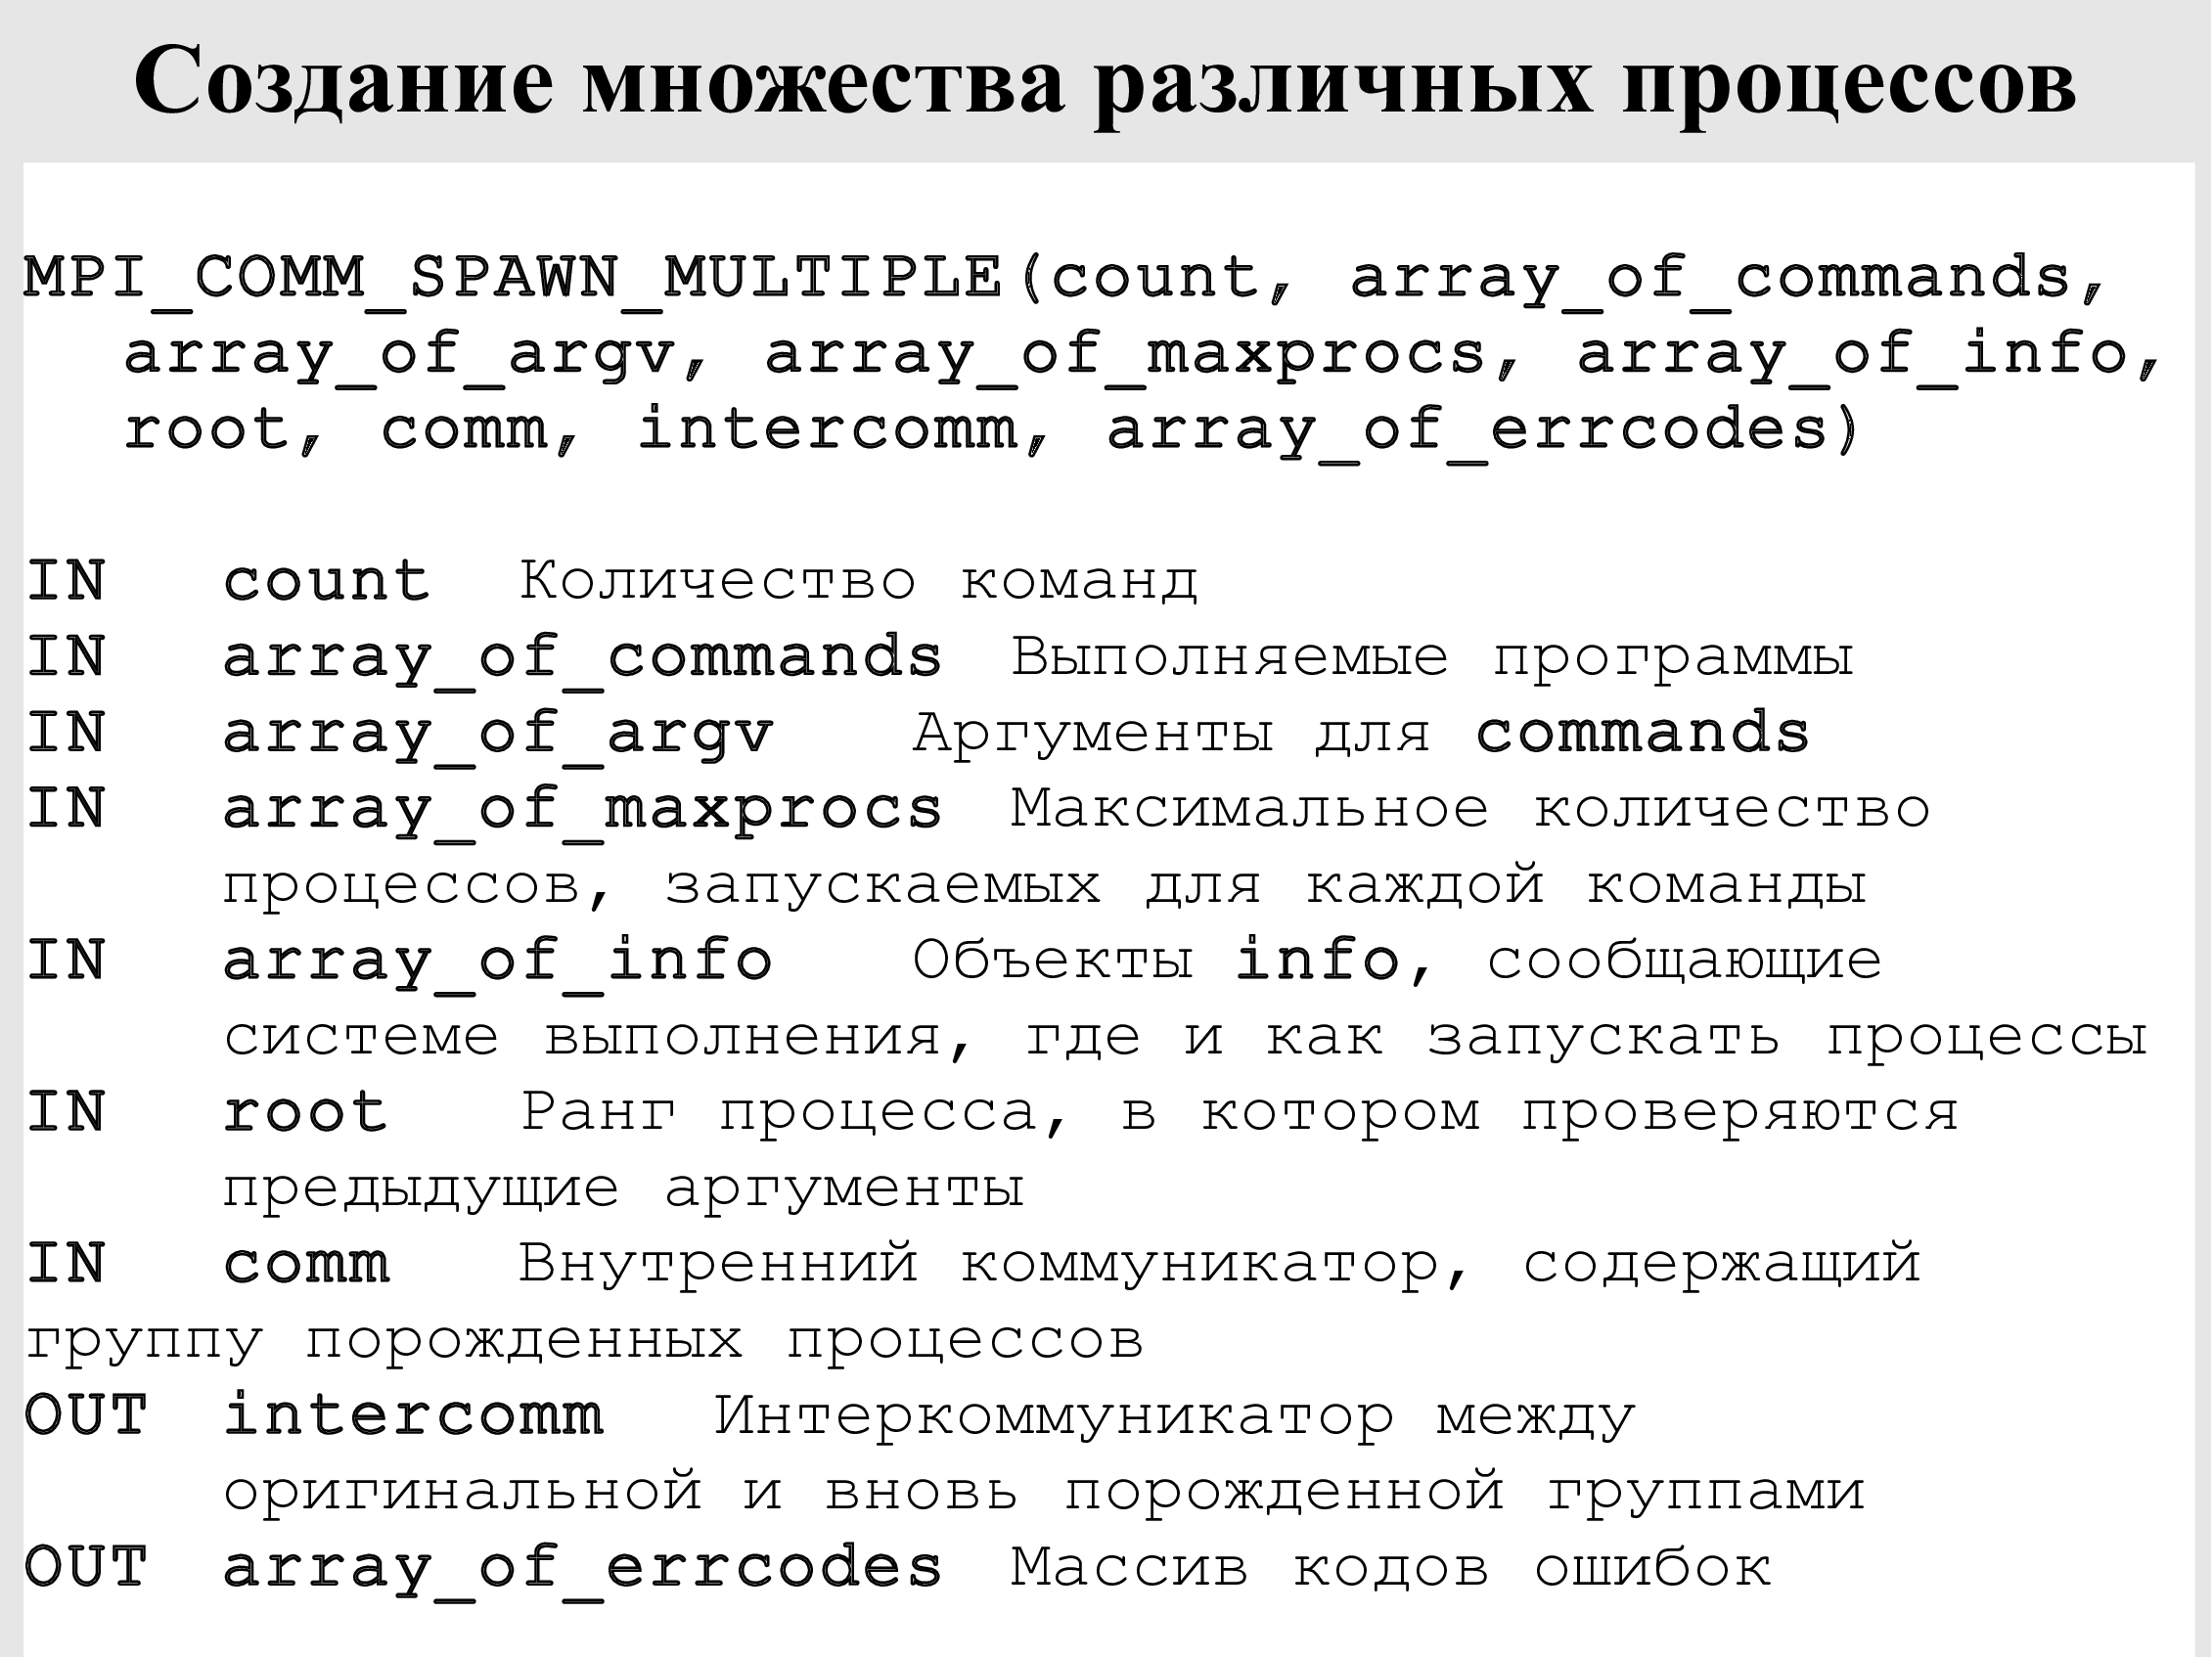 Создание множества различных процессов
MPI_COMM_SPAWN_MULTIPLE(count, array_of_commands,
array_of_argv, array_of_maxprocs, array_of_info,
root, comm, intercomm, array_of_errcodes)
IN count Количество команд
IN array_of_commands Выполняемые программы
IN array_of_argv Аргументы для commands
IN array_of_maxprocs Максимальное количество
процессов, запускаемых для каждой команды
IN array_of_info Объекты info, сообщающие
системе выполнения, где и как запускать процессы
IN root Ранг процесса, в котором проверяются
предыдущие аргументы
IN comm Внутренний коммуникатор, содержащий
группу порожденных процессов
OUT intercomm Интеркоммуникатор между
оригинальной и вновь порожденной группами
OUT array_of_errcodes Массив кодов ошибок